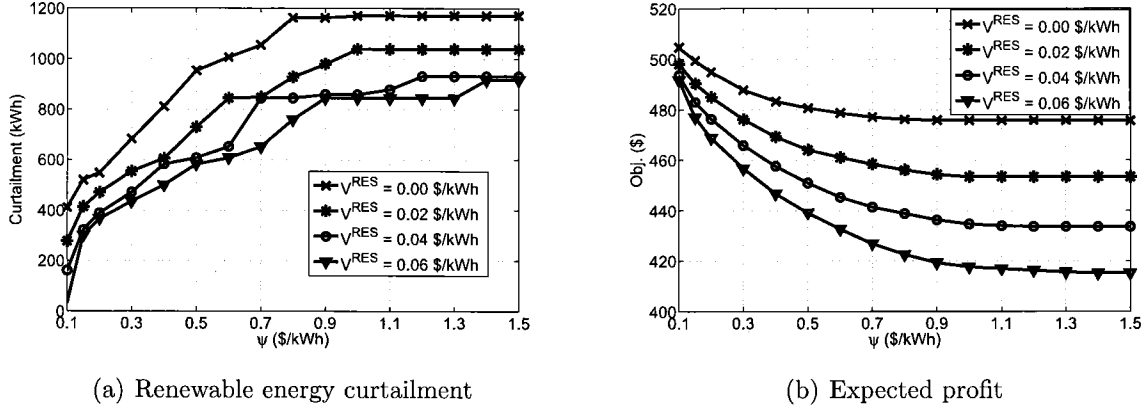 1200
1000
800
600
400
200
0
Curtailment (kWh)
V^RES = 0.00 $/kWh
V^RES = 0.02 $/kWh
V^RES = 0.04 $/kWh
V^RES = 0.06 $/kWh
0.1 0.3 0.5 0.7 0.9 1.1 1.3 1.5
ψ ($/kWh)
(a) Renewable energy curtailment
520
500
480
460
440
420
400
Obj. ($)
V^RES = 0.00 $/kWh
V^RES = 0.02 $/kWh
V^RES = 0.04 $/kWh
V^RES = 0.06 $/kWh
0.1 0.3 0.5 0.7 0.9 1.1 1.3 1.5
ψ ($/kWh)
(b) Expected profit